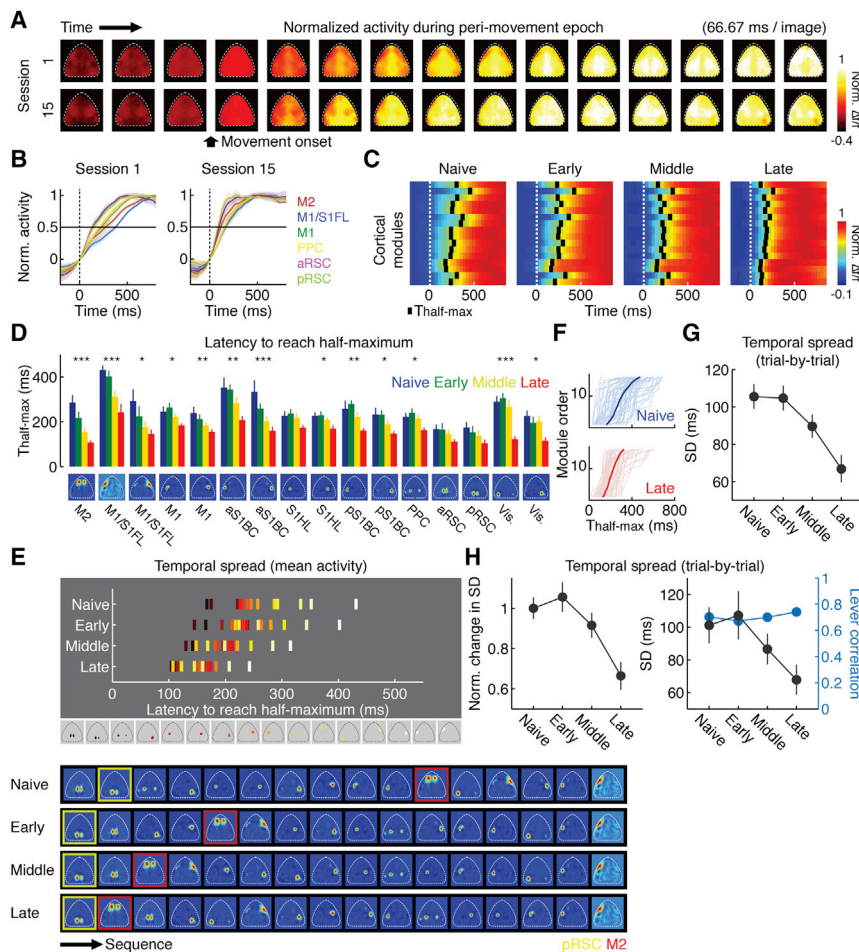 A
Time
Normalized activity during peri-movement epoch
(66.67 ms / image)
Session
1
15
Movement onset
1
Norm. Δf/f
-0.4
B
Session 1
Session 15
Norm. activity
1
0.5
0
1
0.5
0
0 500
0 500
Time (ms)
Time (ms)
M2
M1/S1FL
M1
PPC
aRSC
pRSC
C
Naive
Early
Middle
Late
Cortical modules
0 500
0 500
0 500
0 500
Thalf-max
Time (ms)
1
Norm. Δf/f
-0.1
D
Latency to reach half-maximum
*** *** * * ** ** *** * ** * * *** *
Naive Early Middle Late
Thalf-max (ms)
400
200
0
M2
M1/S1FL
M1/S1FL
M1
M1
aS1BC
aS1BC
S1HL
S1HL
pS1BC
pS1BC
PPC
aRSC
pRSC
Vis.
Vis.
F
Module order
10
Naive
10
Late
0 400 800
Thalf-max (ms)
G
Temporal spread
(trial-by-trial)
SD (ms)
120
100
80
60
Naive
Early
Middle
Late
E
Temporal spread (mean activity)
Naive
Early
Middle
Late
0 100 200 300 400 500
Latency to reach half-maximum (ms)
H
Temporal spread (trial-by-trial)
Norm. change in SD
1
0.8
0.6
Naive
Early
Middle
Late
SD (ms)
120
100
80
60
Naive
Early
Middle
Late
1
0.8
0.6
0.4
0.2
0
Lever correlation
Naive
Early
Middle
Late
Sequence
pRSC M2